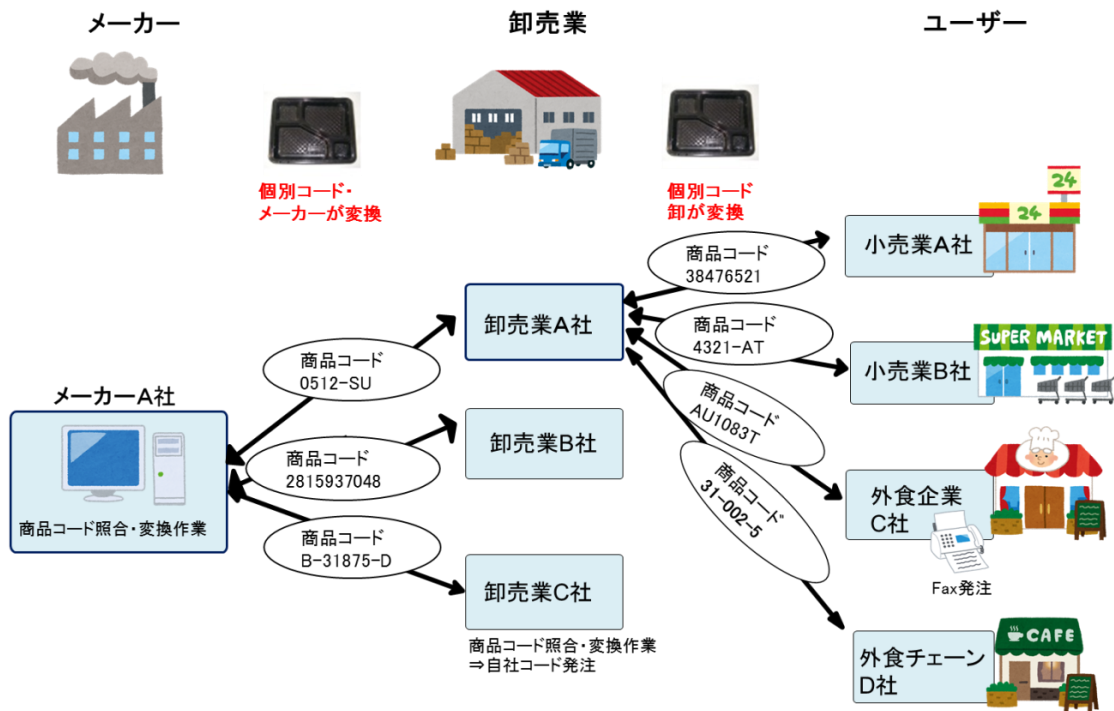 メーカー
卸売業
ユーザー
個別コード・
メーカーが変換
個別コード
卸が変換
24
24
小売業A社
商品コード
38476521
卸売業A社
商品コード
4321-AT
SUPER MARKET
小売業B社
商品コード
0512-SU
商品コード
AU1083T
メーカーA社
卸売業B社
商品コード
2815937048
商品コード
31-002-5
外食企業
C社
商品コード照合・変換作業
商品コード
B-31875-D
Fax発注
卸売業C社
商品コード照合・変換作業
⇒自社コード発注
CAFE
外食チェーン
D社